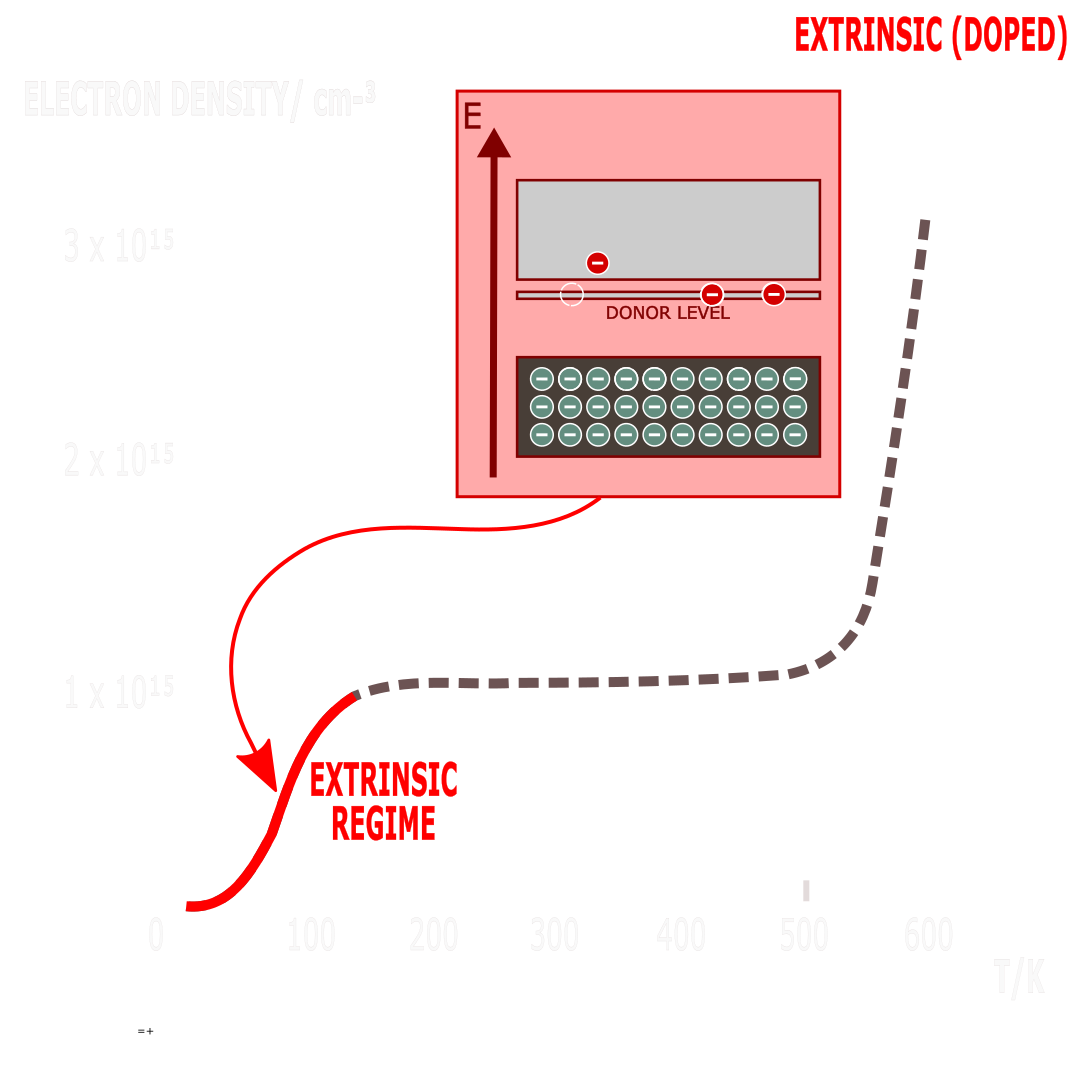 EXTRINSIC (DOPED)
ELECTRON DENSITY/ cm-³
E
3 x 10¹⁵
DONOR LEVEL
2 x 10¹⁵
1 x 10¹⁵
EXTRINSIC
REGIME
0 100 200 300 400 500 600
T/K
=+